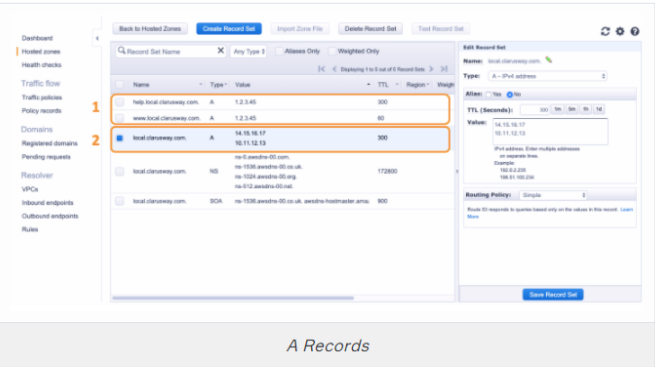 Back to Hosted Zones Create Record Set Import Zone File Delete Record Set Test Record Set
Dashboard
Hosted zones
Health checks
Traffic flow
Traffic policies
Policy records
Domains
Registered domains
Pending requests
Resolver
VPCs
Inbound endpoints
Outbound endpoints
Rules
Record Set Name X Any Type Aliases Only Weighted Only
Displaying 1 to 5 out of 5 Record Sets
Name Type Value TTL Region Weigh
1
help.local.clarusway.com. A 1.2.3.45 300
www.local.clarusway.com. A 1.2.3.45 60
2
local.clarusway.com. A 14.15.16.17 300
10.11.12.13
local.clarusway.com. NS 172800
ns-0.awsdns-00.com.
ns-1536.awsdns-00.co.uk.
ns-1024.awsdns-00.org.
ns-512.awsdns-00.net.
local.clarusway.com. SOA ns-1536.awsdns-00.co.uk. awsdns-hostmaster.amaz 900
Edit Record Set
Name: local.clarusway.com.
Type: A – IPv4 address
Alias: Yes No
TTL (Seconds): 300 1m 5m 1h 1d
Value: 14.15.16.17
10.11.12.13
IPv4 address. Enter multiple addresses
on separate lines.
Example:
192.0.2.235
198.51.100.234
Routing Policy: Simple
Route 53 responds to queries based only on the values in this record. Learn
More
Save Record Set
A Records